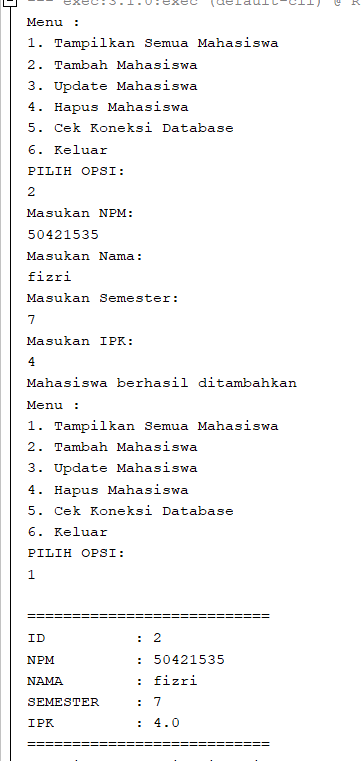 --- exec:3.1.0:exec (default-cli) @
Menu :
1. Tampilkan Semua Mahasiswa
2. Tambah Mahasiswa
3. Update Mahasiswa
4. Hapus Mahasiswa
5. Cek Koneksi Database
6. Keluar
PILIH OPSI:
2
Masukan NPM:
50421535
Masukan Nama:
fizri
Masukan Semester:
7
Masukan IPK:
4
Mahasiswa berhasil ditambahkan
Menu :
1. Tampilkan Semua Mahasiswa
2. Tambah Mahasiswa
3. Update Mahasiswa
4. Hapus Mahasiswa
5. Cek Koneksi Database
6. Keluar
PILIH OPSI:
1
===========================
ID : 2
NPM : 50421535
NAMA : fizri
SEMESTER : 7
IPK : 4.0
===========================